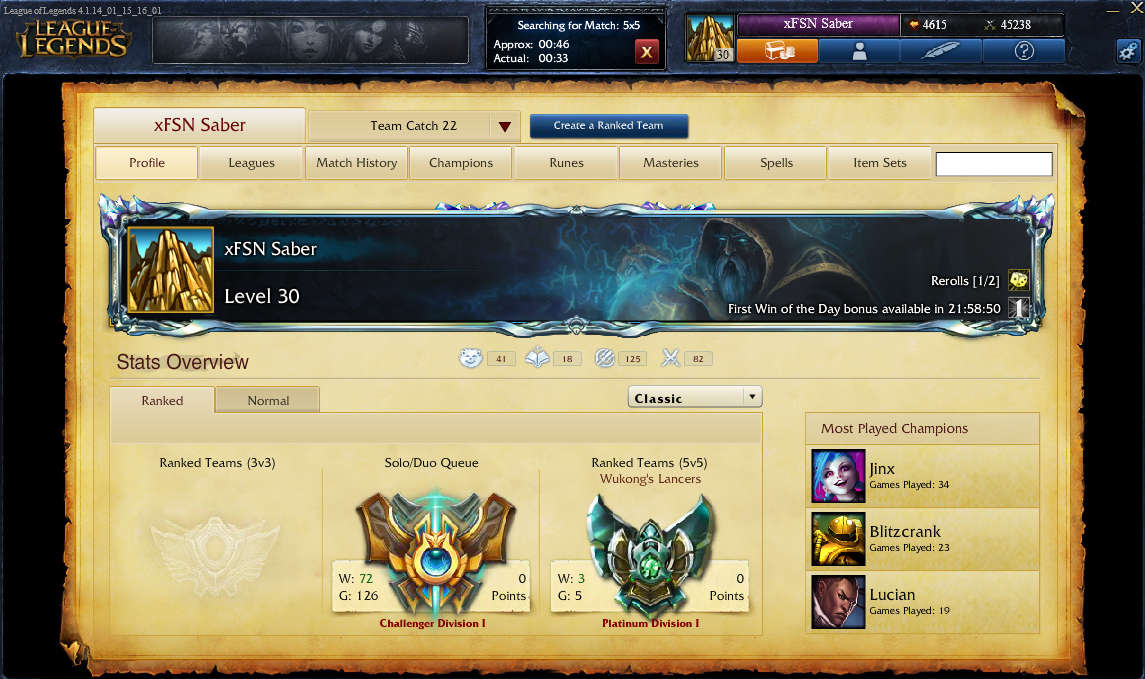 League of Legends 4.1.14_01_15_16_01
LEAGUE OF LEGENDS
Searching for Match: 5x5
Approx: 00:46
Actual: 00:33
X
30
xFSN Saber
4615
45238
?
xFSN Saber
Team Catch 22
Create a Ranked Team
Profile
Leagues
Match History
Champions
Runes
Masteries
Spells
Item Sets
xFSN Saber
Level 30
Rerolls [1/2]
First Win of the Day bonus available in 21:58:50
1
Stats Overview
41
18
125
82
Ranked
Normal
Classic
Ranked Teams (3v3)
Solo/Duo Queue
W: 72
G: 126
0
Points
Challenger Division I
Ranked Teams (5v5)
Wukong's Lancers
W: 3
G: 5
0
Points
Platinum Division I
Most Played Champions
Jinx
Games Played: 34
Blitzcrank
Games Played: 23
Lucian
Games Played: 19